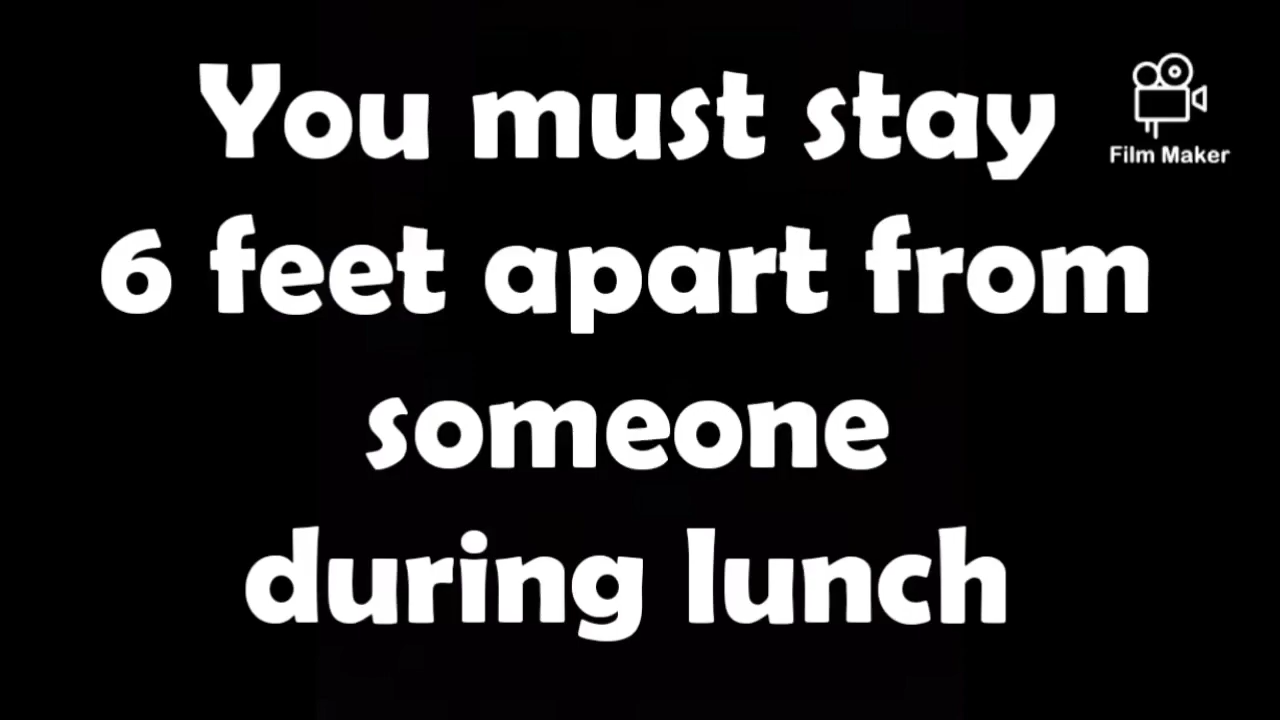 You must stay
6 feet apart from
someone
during lunch
Film Maker